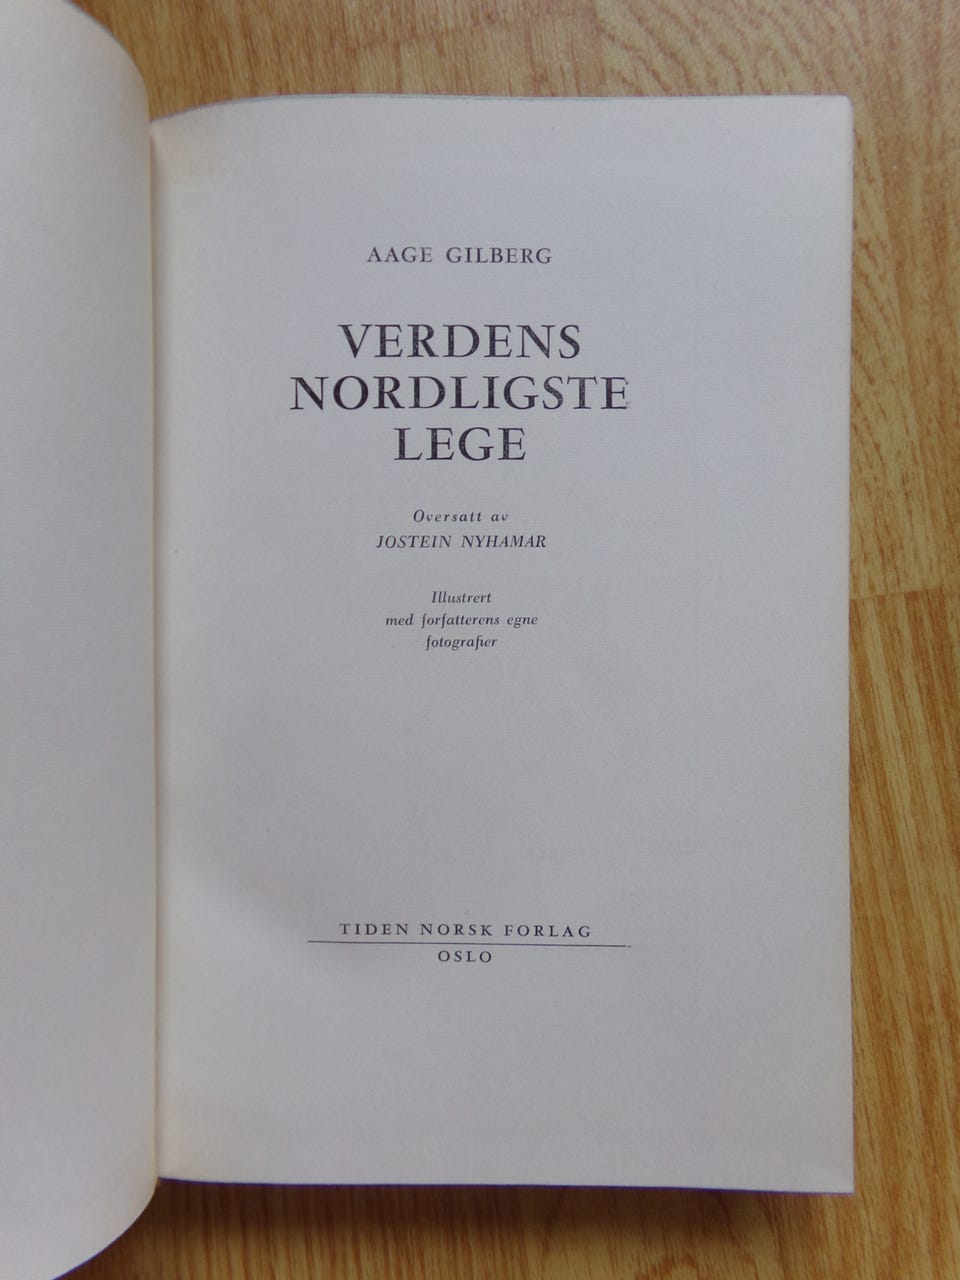 AAGE GILBERG
VERDENS
NORDLIGSTE
LEGE
Oversatt av
JOSTEIN NYHAMAR
Illustrert
med forfatterens egne
fotografier
TIDEN NORSK FORLAG
OSLO